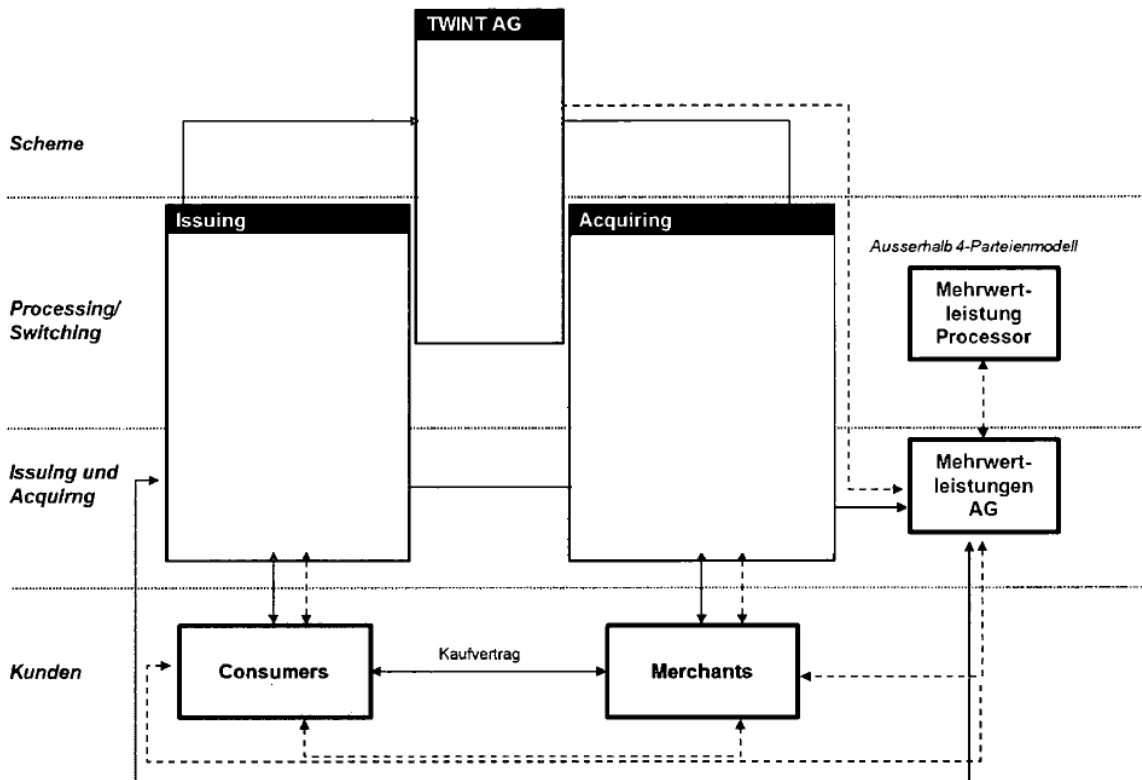 TWINT AG
Scheme
Issuing
Acquiring
Ausserhalb 4-Parteienmodell
Processing/
Switching
Mehrwert-
leistung
Processor
Issuing und
Acquirng
Mehrwert-
leistungen
AG
Kunden
Consumers
Kaufvertrag
Merchants